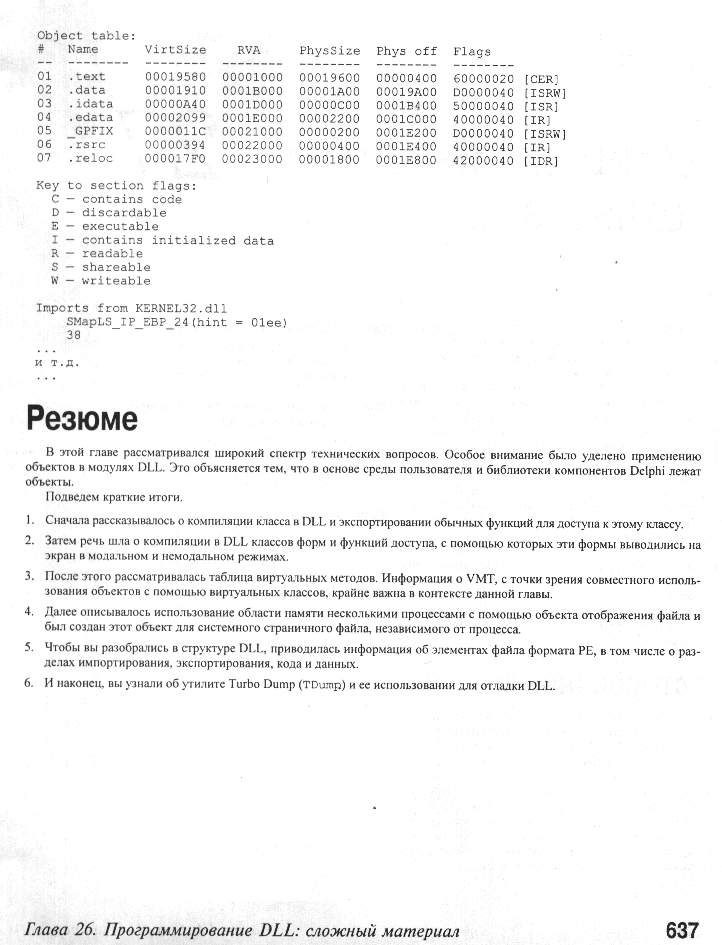 Object table:
# Name VirtSize RVA PhysSize Phys off Flags
-- -------- -------- -------- -------- -------- --------
01 .text 00019580 00001000 00019600 00000400 60000020 [CER]
02 .data 00001910 0001B000 00001A00 00019A00 D0000040 [ISRW]
03 .idata 00000A40 0001D000 00000C00 0001B400 50000040 [ISR]
04 .edata 00002099 0001E000 00002200 0001C000 40000040 [IR]
05 _GPFIX 0000011C 00021000 00000200 0001E200 D0000040 [ISRW]
06 .rsrc 00000394 00022000 00000400 0001E400 40000040 [IR]
07 .reloc 000017F0 00023000 00001800 0001E800 42000040 [IDR]
Key to section flags:
C — contains code
D — discardable
E — executable
I — contains initialized data
R — readable
S — shareable
W — writeable
Imports from KERNEL32.dll
SMapLS_IP_EBP_24(hint = 01ee)
38
...
и т.д.
...
Резюме
В этой главе рассматривался широкий спектр технических вопросов. Особое внимание было уделено применению
объектов в модулях DLL. Это объясняется тем, что в основе среды пользователя и библиотеки компонентов Delphi лежат
объекты.
Подведем краткие итоги.
1. Сначала рассказывалось о компиляции класса в DLL и экспортировании обычных функций для доступа к этому классу.
2. Затем речь шла о компиляции в DLL классов форм и функций доступа, с помощью которых эти формы выводились на
экран в модальном и немодальном режимах.
3. После этого рассматривалась таблица виртуальных методов. Информация о VMT, с точки зрения совместного исполь-
зования объектов с помощью виртуальных классов, крайне важна в контексте данной главы.
4. Далее описывалось использование области памяти несколькими процессами с помощью объекта отображения файла и
был создан этот объект для системного страничного файла, независимого от процесса.
5. Чтобы вы разобрались в структуре DLL, приводилась информация об элементах файла формата PE, в том числе о раз-
делах импортирования, экспортирования, кода и данных.
6. И наконец, вы узнали об утилите Turbo Dump (TDump) и ее использовании для отладки DLL.
Глава 26. Программирование DLL: сложный материал 637